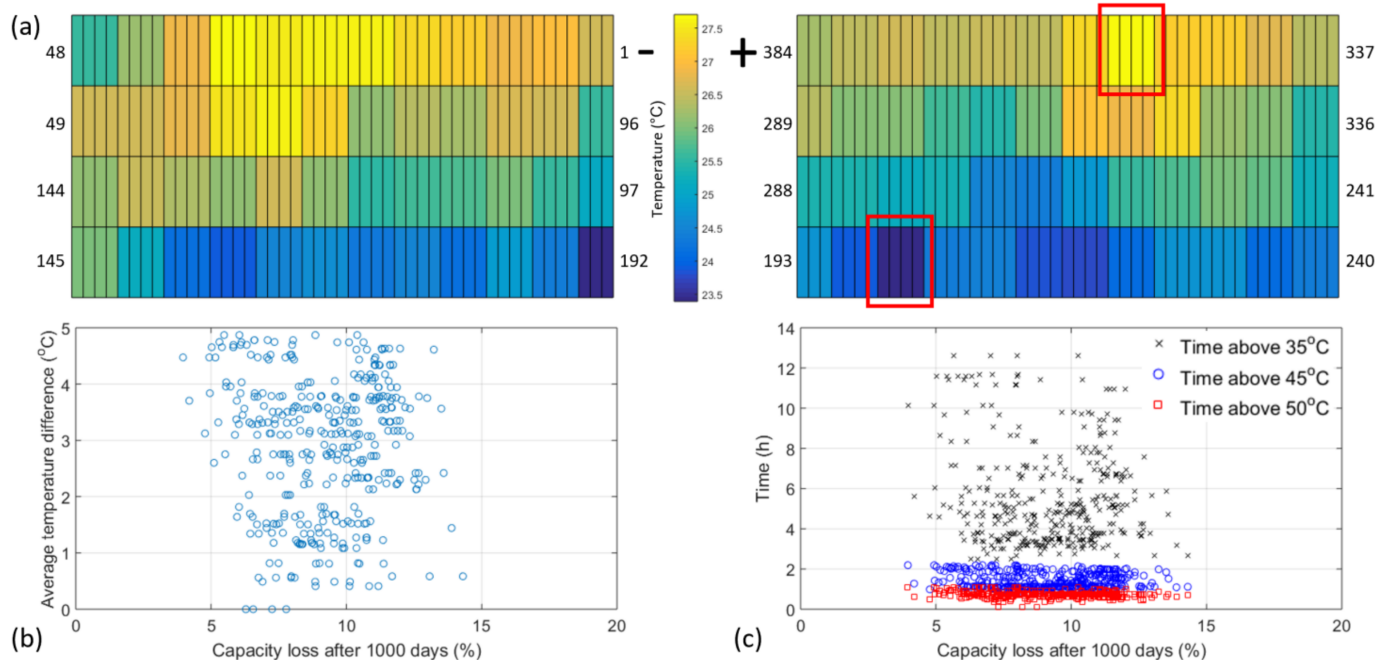 (a)
48 1 − + 384 337
49 96 289 336
144 97 288 241
145 192 193 240
27.5
27
26.5
26
25.5
25
24.5
24
23.5
Temperature (°C)
5
4
3
2
1
0
Average temperature difference (°C)
0 5 10 15 20
Capacity loss after 1000 days (%)
(b)
14
12
10
8
6
4
2
0
Time (h)
Time above 35°C
Time above 45°C
Time above 50°C
0 5 10 15 20
Capacity loss after 1000 days (%)
(c)